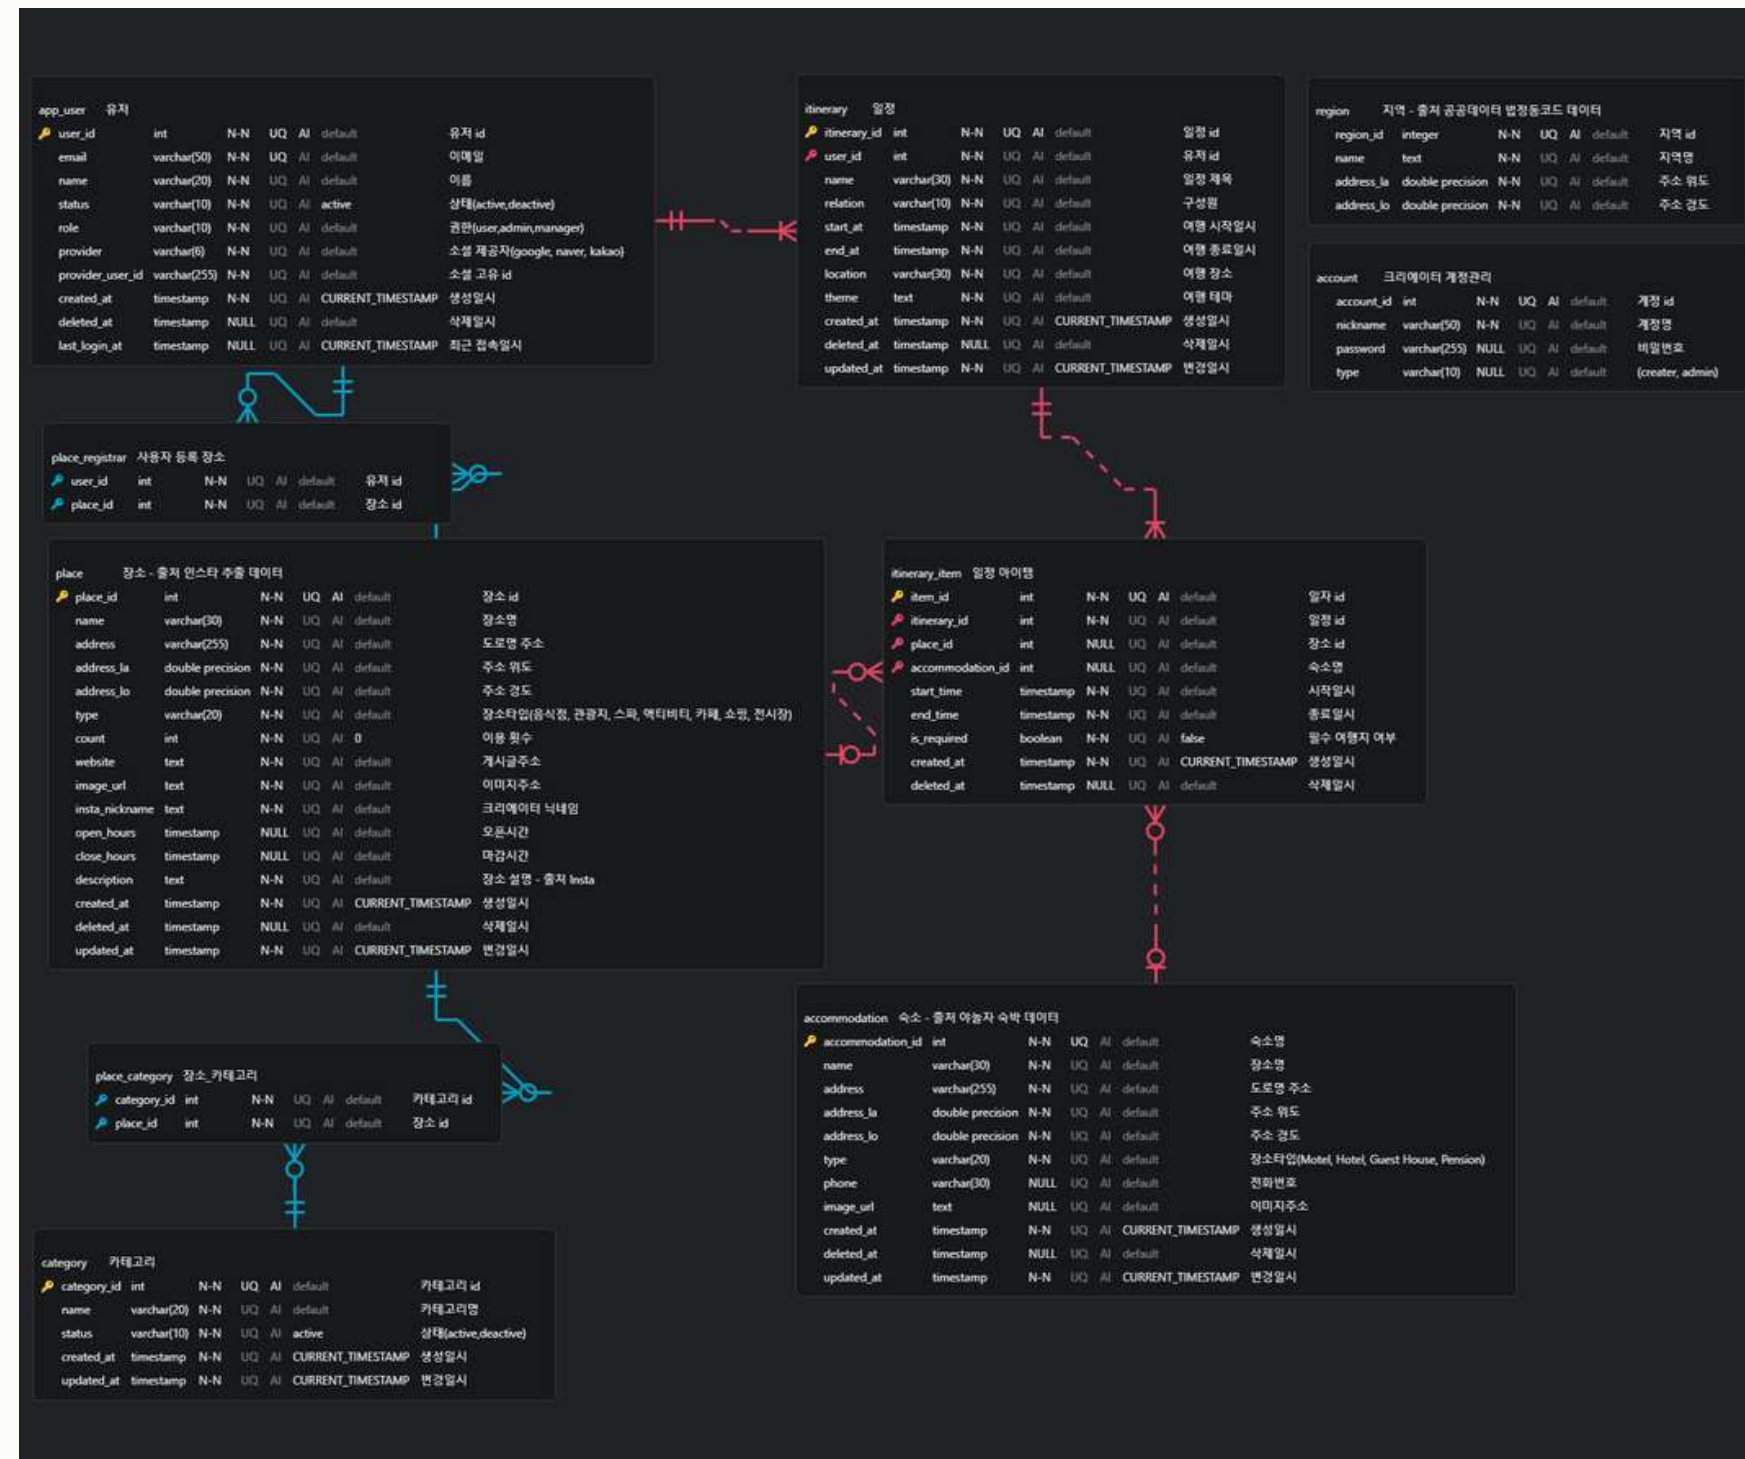 app_user 유저
user_id int N-N UQ AI default 유저 id
email varchar(50) N-N UQ AI default 이메일
name varchar(20) N-N UQ AI default 이름
status varchar(10) N-N UQ AI active 상태(active,deactive)
role varchar(10) N-N UQ AI default 권한(user,admin,manager)
provider varchar(6) N-N UQ AI default 소셜 제공자(google, naver, kakao)
provider_user_id varchar(255) N-N UQ AI default 소셜 고유 id
created_at timestamp N-N UQ AI CURRENT_TIMESTAMP 생성일시
deleted_at timestamp NULL UQ AI default 삭제일시
last_login_at timestamp NULL UQ AI CURRENT_TIMESTAMP 최근 접속일시
itinerary 일정
itinerary_id int N-N UQ AI default 일정 id
user_id int N-N UQ AI default 유저 id
name varchar(30) N-N UQ AI default 일정 제목
relation varchar(10) N-N UQ AI default 구성원
start_at timestamp N-N UQ AI default 여행 시작일시
end_at timestamp N-N UQ AI default 여행 종료일시
location varchar(30) N-N UQ AI default 여행 장소
theme text N-N UQ AI default 여행 테마
created_at timestamp N-N UQ AI CURRENT_TIMESTAMP 생성일시
deleted_at timestamp NULL UQ AI default 삭제일시
updated_at timestamp N-N UQ AI CURRENT_TIMESTAMP 변경일시
region 지역 - 출처 공공데이터 법정동코드 데이터
region_id integer N-N UQ AI default 지역 id
name text N-N UQ AI default 지역명
address_la double precision N-N UQ AI default 주소 위도
address_lo double precision N-N UQ AI default 주소 경도
account 크리에이터 계정관리
account_id int N-N UQ AI default 계정 id
nickname varchar(50) N-N UQ AI default 계정명
password varchar(255) NULL UQ AI default 비밀번호
type varchar(10) NULL UQ AI default (creater, admin)
place_registrar 사용자 등록 장소
user_id int N-N UQ AI default 유저 id
place_id int N-N UQ AI default 장소 id
place 장소 - 출처 인스타 추출 데이터
place_id int N-N UQ AI default 장소 id
name varchar(30) N-N UQ AI default 장소명
address varchar(255) N-N UQ AI default 도로명 주소
address_la double precision N-N UQ AI default 주소 위도
address_lo double precision N-N UQ AI default 주소 경도
type varchar(20) N-N UQ AI default 장소타입(음식점, 관광지, 스파, 액티비티, 카페, 쇼핑, 전시장)
count int N-N UQ AI 0 이용 횟수
website text N-N UQ AI default 게시글주소
image_url text N-N UQ AI default 이미지주소
insta_nickname text N-N UQ AI default 크리에이터 닉네임
open_hours timestamp NULL UQ AI default 오픈시간
close_hours timestamp NULL UQ AI default 마감시간
description text N-N UQ AI default 장소 설명 - 출처 Insta
created_at timestamp N-N UQ AI CURRENT_TIMESTAMP 생성일시
deleted_at timestamp NULL UQ AI default 삭제일시
updated_at timestamp N-N UQ AI CURRENT_TIMESTAMP 변경일시
itinerary_item 일정 아이템
item_id int N-N UQ AI default 일자 id
itinerary_id int N-N UQ AI default 일정 id
place_id int NULL UQ AI default 장소 id
accommodation_id int NULL UQ AI default 숙소명
start_time timestamp N-N UQ AI default 시작일시
end_time timestamp N-N UQ AI default 종료일시
is_required boolean N-N UQ AI false 필수 여행지 여부
created_at timestamp N-N UQ AI CURRENT_TIMESTAMP 생성일시
deleted_at timestamp NULL UQ AI default 삭제일시
place_category 장소_카테고리
category_id int N-N UQ AI default 카테고리 id
place_id int N-N UQ AI default 장소 id
accommodation 숙소 - 출처 야놀자 숙박 데이터
accommodation_id int N-N UQ AI default 숙소명
name varchar(30) N-N UQ AI default 장소명
address varchar(255) N-N UQ AI default 도로명 주소
address_la double precision N-N UQ AI default 주소 위도
address_lo double precision N-N UQ AI default 주소 경도
type varchar(20) N-N UQ AI default 장소타입(Motel, Hotel, Guest House, Pension)
phone varchar(30) NULL UQ AI default 전화번호
image_url text NULL UQ AI default 이미지주소
created_at timestamp N-N UQ AI CURRENT_TIMESTAMP 생성일시
deleted_at timestamp NULL UQ AI default 삭제일시
updated_at timestamp N-N UQ AI CURRENT_TIMESTAMP 변경일시
category 카테고리
category_id int N-N UQ AI default 카테고리 id
name varchar(20) N-N UQ AI default 카테고리명
status varchar(10) N-N UQ AI active 상태(active,deactive)
created_at timestamp N-N UQ AI CURRENT_TIMESTAMP 생성일시
updated_at timestamp N-N UQ AI CURRENT_TIMESTAMP 변경일시